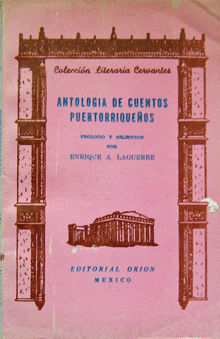 Colección Literaria Cervantes
ANTOLOGIA DE CUENTOS
PUERTORRIQUEÑOS
PROLOGO Y SELECCION
POR
ENRIQUE A. LAGUERRE
EDITORIAL ORION
MEXICO